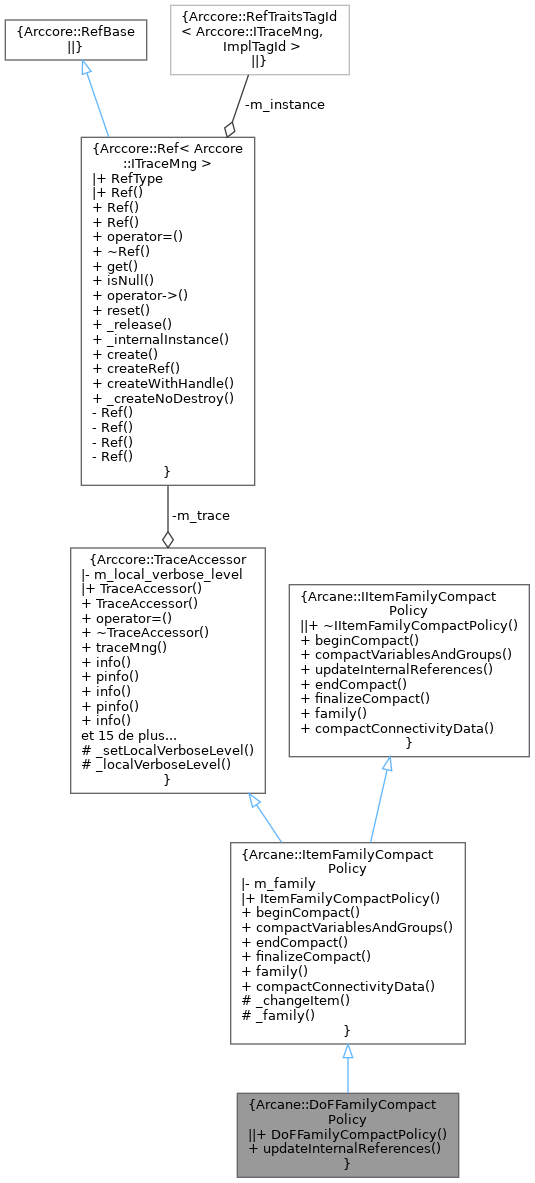 {Arccore::RefBase
||}
{Arccore::RefTraitsTagId
< Arccore::ITraceMng,
ImplTagId >
||}
-m_instance
{Arccore::Ref< Arccore
::ITraceMng >
|+ RefType
|+ Ref()
+ Ref()
+ Ref()
+ operator=()
+ ~Ref()
+ get()
+ isNull()
+ operator->()
+ reset()
+ _release()
+ _internalInstance()
+ create()
+ createRef()
+ createWithHandle()
+ _createNoDestroy()
- Ref()
- Ref()
- Ref()
- Ref()
}
-m_trace
{Arccore::TraceAccessor
|- m_local_verbose_level
|+ TraceAccessor()
+ TraceAccessor()
+ operator=()
+ ~TraceAccessor()
+ traceMng()
+ info()
+ pinfo()
+ info()
+ pinfo()
+ info()
et 15 de plus...
# _setLocalVerboseLevel()
# _localVerboseLevel()
}
{Arcane::IItemFamilyCompact
Policy
||+ ~IItemFamilyCompactPolicy()
+ beginCompact()
+ compactVariablesAndGroups()
+ updateInternalReferences()
+ endCompact()
+ finalizeCompact()
+ family()
+ compactConnectivityData()
}
{Arcane::ItemFamilyCompact
Policy
|- m_family
|+ ItemFamilyCompactPolicy()
+ beginCompact()
+ compactVariablesAndGroups()
+ endCompact()
+ finalizeCompact()
+ family()
+ compactConnectivityData()
# _changeItem()
# _family()
}
{Arcane::DoFFamilyCompact
Policy
||+ DoFFamilyCompactPolicy()
+ updateInternalReferences()
}